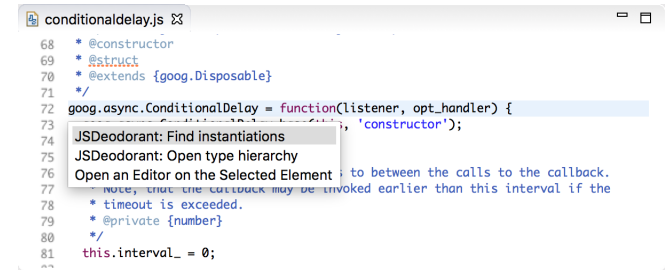 conditionaldelay.js
68 * @constructor
69 * @struct
70 * @extends {goog.Disposable}
71 */
72 goog.async.ConditionalDelay = function(listener, opt_handler) {
73 this, 'constructor');
74 JSDeodorant: Find instantiations
75 JSDeodorant: Open type hierarchy
76 Open an Editor on the Selected Element s to between the calls to the callback.
77 * Note, that the callback may be invoked earlier than this interval if the
78 * timeout is exceeded.
79 * @private {number}
80 */
81 this.interval_ = 0;